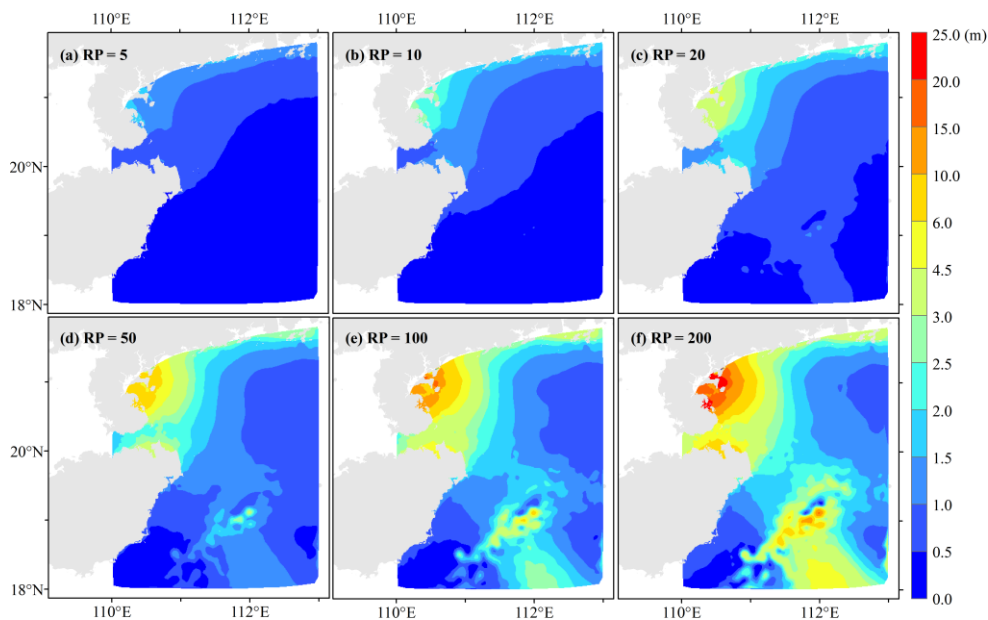 110°E 112°E 110°E 112°E 110°E 112°E
(a) RP = 5 (b) RP = 10 (c) RP = 20
20°N
18°N
(d) RP = 50 (e) RP = 100 (f) RP = 200
20°N
18°N
110°E 112°E 110°E 112°E 110°E 112°E
25.0 (m)
20.0
15.0
10.0
6.0
4.5
3.0
2.5
2.0
1.5
1.0
0.5
0.0